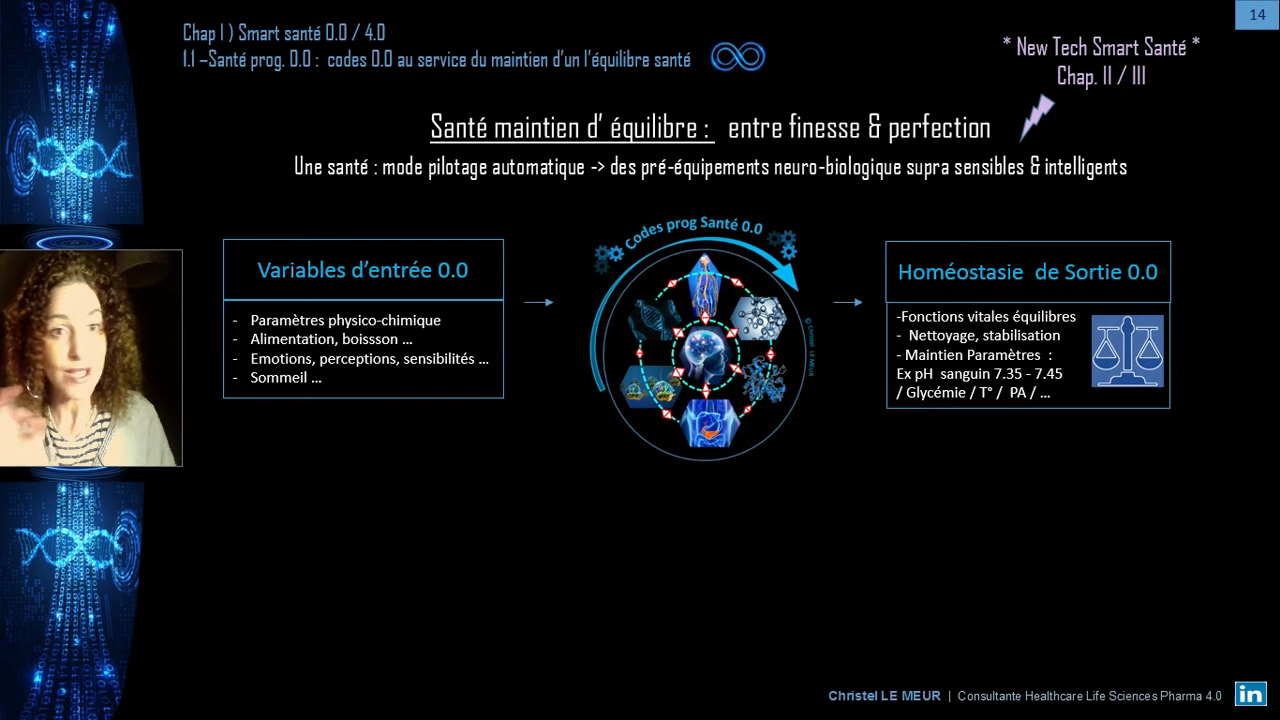 14
Chap I ) Smart santé 0.0 / 4.0
1.1 –Santé prog. 0.0 : codes 0.0 au service du maintien d'un l'équilibre santé
* New Tech Smart Santé *
Chap. II / III
Santé maintien d' équilibre : entre finesse & perfection
Une santé : mode pilotage automatique -> des pré-équipements neuro-biologique supra sensibles & intelligents
Variables d'entrée 0.0
- Paramètres physico-chimique
- Alimentation, boissson ...
- Emotions, perceptions, sensibilités ...
- Sommeil ...
Codes prog Santé 0.0
© Christel LE MEUR
Homéostasie de Sortie 0.0
-Fonctions vitales équilibres
- Nettoyage, stabilisation
- Maintien Paramètres :
Ex pH sanguin 7.35 - 7.45
/ Glycémie / T° / PA / ...
Christel LE MEUR | Consultante Healthcare Life Sciences Pharma 4.0
in